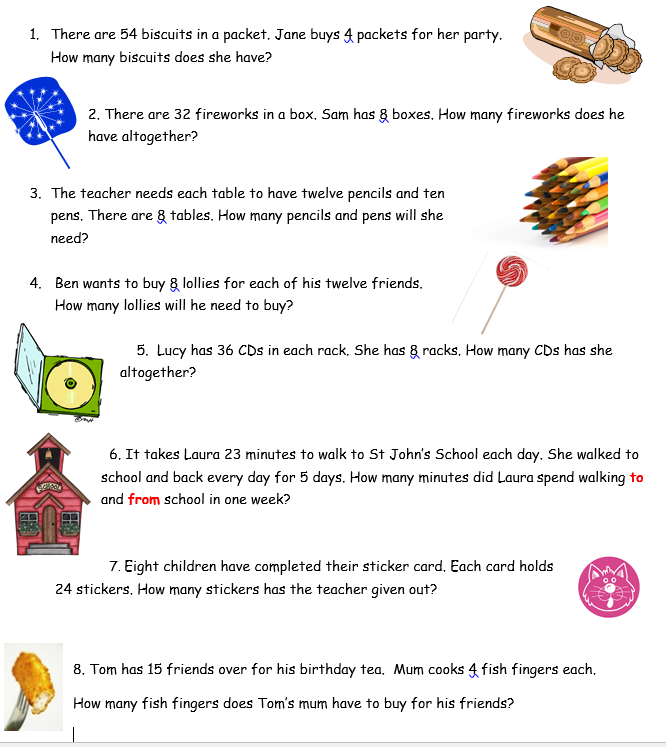 1. There are 54 biscuits in a packet. Jane buys 4 packets for her party.
How many biscuits does she have?
2. There are 32 fireworks in a box. Sam has 8 boxes. How many fireworks does he
have altogether?
3. The teacher needs each table to have twelve pencils and ten
pens. There are 8 tables. How many pencils and pens will she
need?
4. Ben wants to buy 8 lollies for each of his twelve friends.
How many lollies will he need to buy?
5. Lucy has 36 CDs in each rack. She has 8 racks. How many CDs has she
altogether?
6. It takes Laura 23 minutes to walk to St John's School each day. She walked to
school and back every day for 5 days. How many minutes did Laura spend walking to
and from school in one week?
SCHOOL
7. Eight children have completed their sticker card. Each card holds
24 stickers. How many stickers has the teacher given out?
8. Tom has 15 friends over for his birthday tea. Mum cooks 4 fish fingers each.
How many fish fingers does Tom's mum have to buy for his friends?